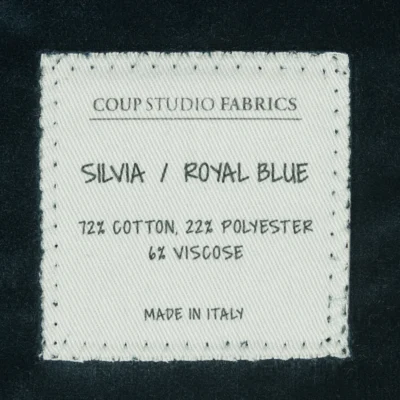 COUP STUDIO FABRICS
SILVIA / ROYAL BLUE
72% COTTON, 22% POLYESTER
6% VISCOSE
MADE IN ITALY